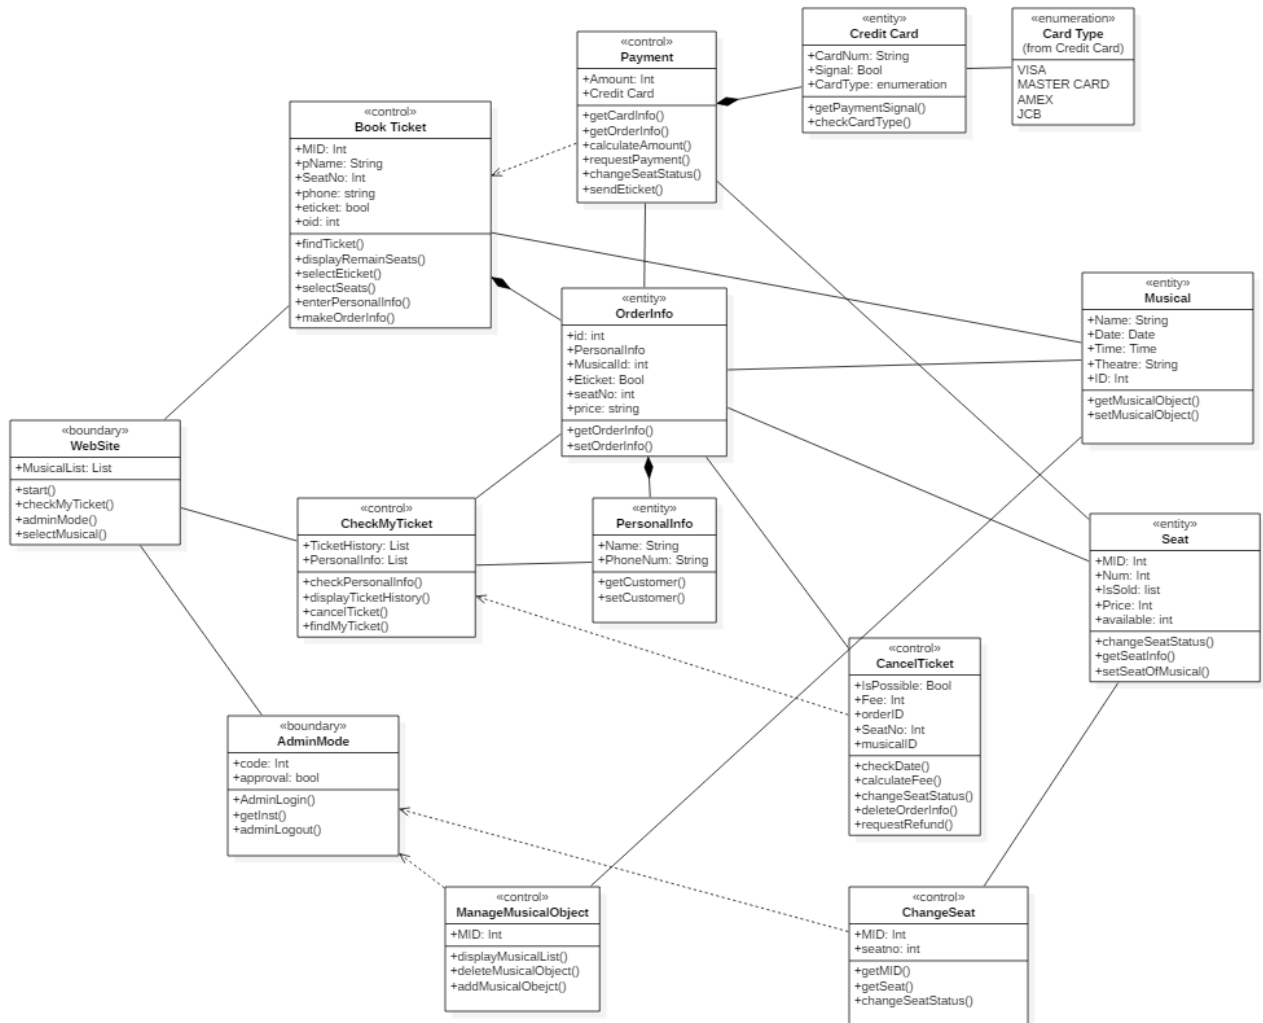 «entity»
Credit Card
+CardNum: String
+Signal: Bool
+CardType: enumeration
+getPaymentSignal()
+checkCardType()
«enumeration»
Card Type
(from Credit Card)
VISA
MASTER CARD
AMEX
JCB
«control»
Payment
+Amount: Int
+Credit Card
+getCardInfo()
+getOrderInfo()
+calculateAmount()
+requestPayment()
+changeSeatStatus()
+sendEticket()
«control»
Book Ticket
+MID: Int
+pName: String
+SeatNo: Int
+phone: string
+eticket: bool
+oid: int
+findTicket()
+displayRemainSeats()
+selectEticket()
+selectSeats()
+enterPersonalInfo()
+makeOrderInfo()
«entity»
OrderInfo
+id: int
+PersonalInfo
+MusicalId: int
+Eticket: Bool
+seatNo: int
+price: string
+getOrderInfo()
+setOrderInfo()
«entity»
Musical
+Name: String
+Date: Date
+Time: Time
+Theatre: String
+ID: Int
+getMusicalObject()
+setMusicalObject()
«boundary»
WebSite
+MusicalList: List
+start()
+checkMyTicket()
+adminMode()
+selectMusical()
«control»
CheckMyTicket
+TicketHistory: List
+PersonalInfo: List
+checkPersonalInfo()
+displayTicketHistory()
+cancelTicket()
+findMyTicket()
«entity»
PersonalInfo
+Name: String
+PhoneNum: String
+getCustomer()
+setCustomer()
«entity»
Seat
+MID: Int
+Num: Int
+IsSold: list
+Price: Int
+available: int
+changeSeatStatus()
+getSeatInfo()
+setSeatOfMusical()
«control»
CancelTicket
+IsPossible: Bool
+Fee: Int
+orderID
+SeatNo: Int
+musicalID
+checkDate()
+calculateFee()
+changeSeatStatus()
+deleteOrderInfo()
+requestRefund()
«boundary»
AdminMode
+code: Int
+approval: bool
+AdminLogin()
+getInst()
+adminLogout()
«control»
ManageMusicalObject
+MID: Int
+displayMusicalList()
+deleteMusicalObject()
+addMusicalObejct()
«control»
ChangeSeat
+MID: Int
+seatno: int
+getMID()
+getSeat()
+changeSeatStatus()